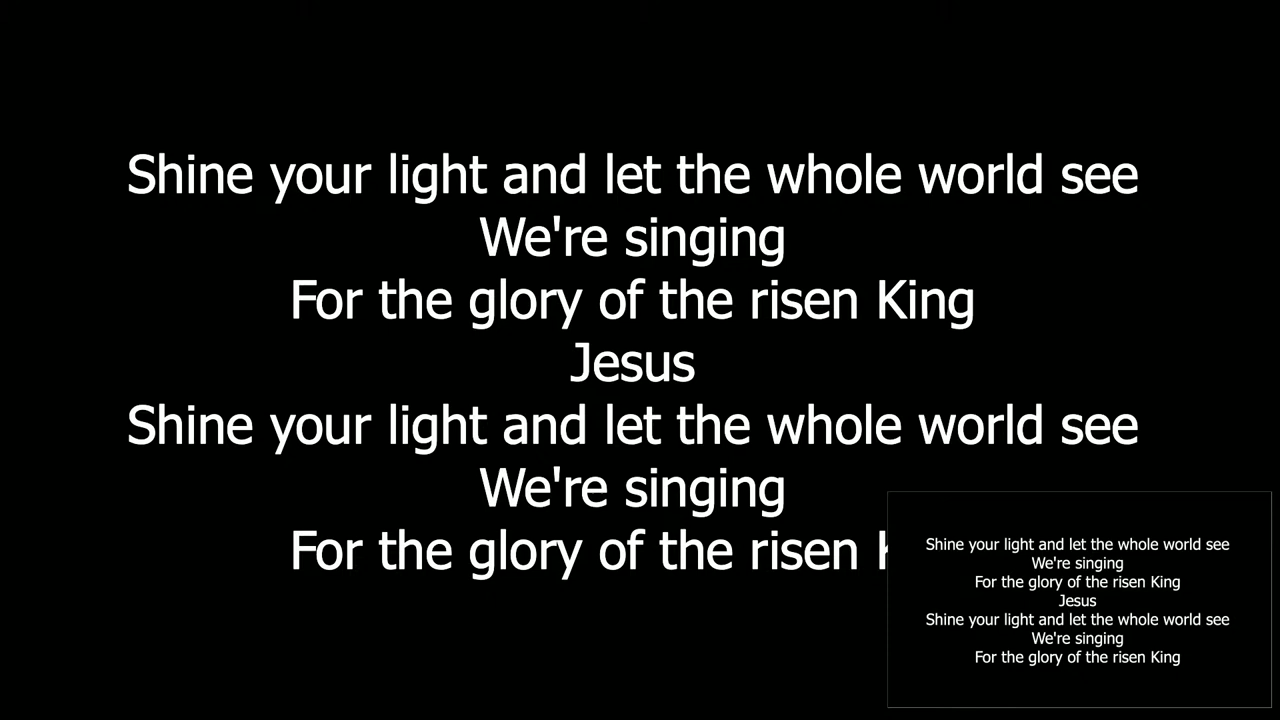 Shine your light and let the whole world see
We're singing
For the glory of the risen King
Jesus
Shine your light and let the whole world see
We're singing
For the glory of the risen
Shine your light and let the whole world see
We're singing
For the glory of the risen King
Jesus
Shine your light and let the whole world see
We're singing
For the glory of the risen King